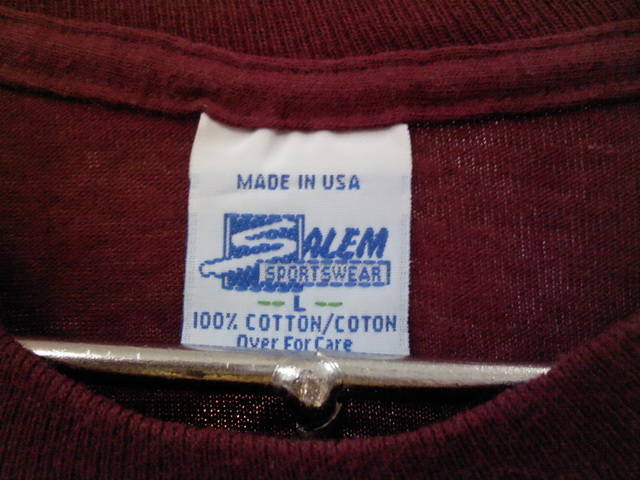 MADE IN USA
SALEM
SPORTSWEAR
L
100% COTTON/COTON
Over For Care